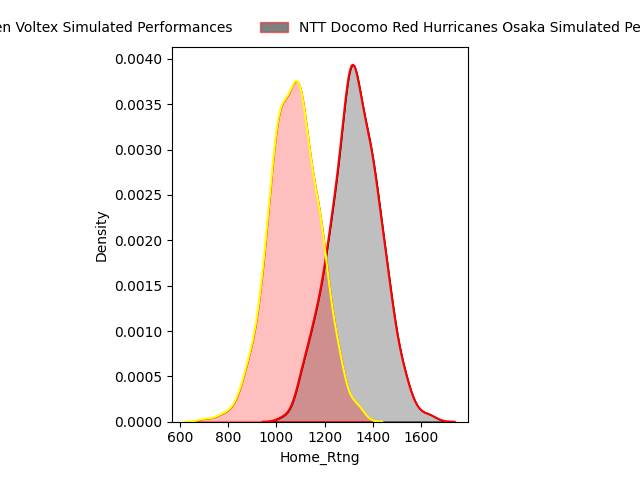 en Voltex Simulated Performances NTT Docomo Red Hurricanes Osaka Simulated Pe
0.0040
0.0035
0.0030
0.0025
0.0020
0.0015
0.0010
0.0005
0.0000
Density
600 800 1000 1200 1400 1600
Home_Rtng